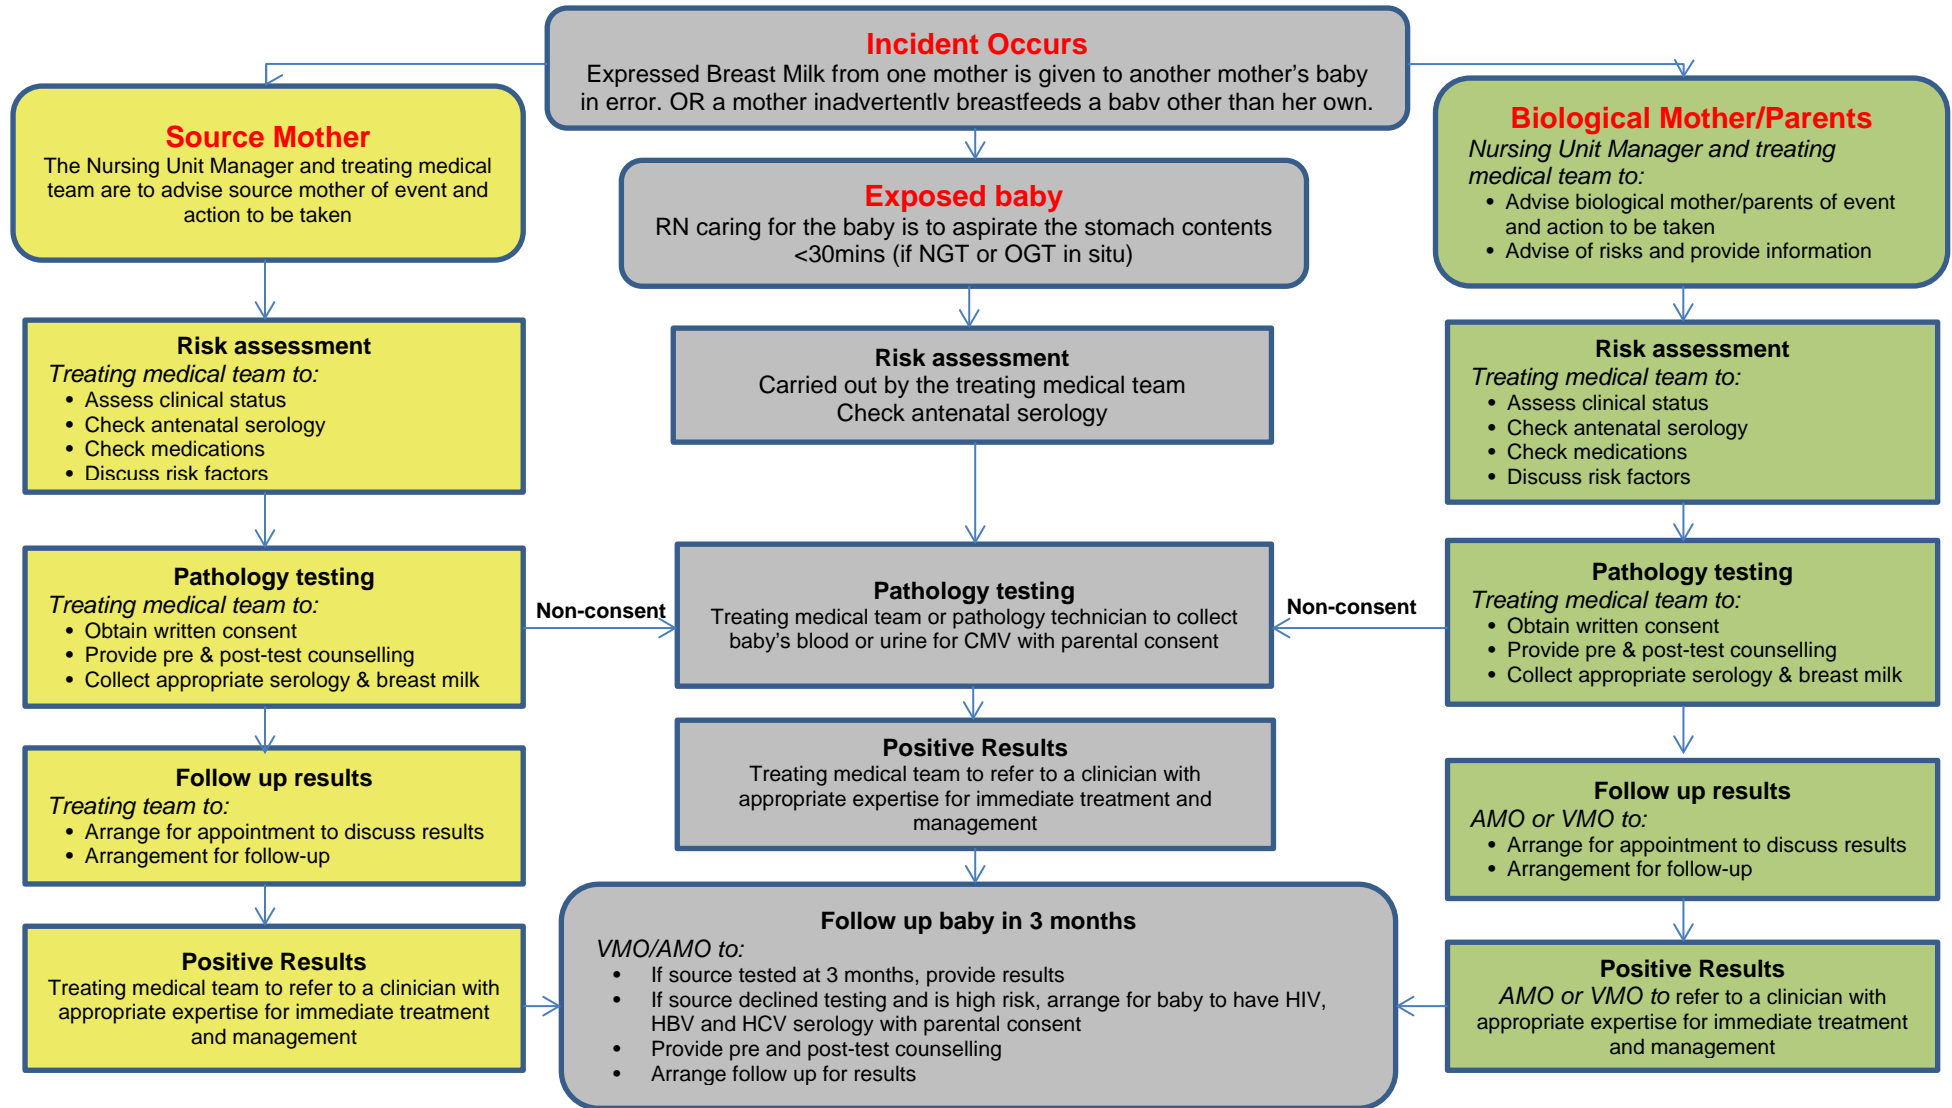 Incident Occurs
Expressed Breast Milk from one mother is given to another mother's baby
in error. OR a mother inadvertently breastfeeds a baby other than her own.
Source Mother
The Nursing Unit Manager and treating medical
team are to advise source mother of event and
action to be taken
Exposed baby
RN caring for the baby is to aspirate the stomach contents
<30mins (if NGT or OGT in situ)
Biological Mother/Parents
Nursing Unit Manager and treating
medical team to:
• Advise biological mother/parents of event
and action to be taken
• Advise of risks and provide information
Risk assessment
Treating medical team to:
• Assess clinical status
• Check antenatal serology
• Check medications
• Discuss risk factors
Risk assessment
Carried out by the treating medical team
Check antenatal serology
Risk assessment
Treating medical team to:
• Assess clinical status
• Check antenatal serology
• Check medications
• Discuss risk factors
Pathology testing
Treating medical team to:
• Obtain written consent
• Provide pre & post-test counselling
• Collect appropriate serology & breast milk
Non-consent
Pathology testing
Treating medical team or pathology technician to collect
baby's blood or urine for CMV with parental consent
Non-consent
Pathology testing
Treating medical team to:
• Obtain written consent
• Provide pre & post-test counselling
• Collect appropriate serology & breast milk
Follow up results
Treating team to:
• Arrange for appointment to discuss results
• Arrangement for follow-up
Positive Results
Treating medical team to refer to a clinician with
appropriate expertise for immediate treatment and
management
Follow up results
AMO or VMO to:
• Arrange for appointment to discuss results
• Arrangement for follow-up
Positive Results
Treating medical team to refer to a clinician with
appropriate expertise for immediate treatment
and management
Follow up baby in 3 months
VMO/AMO to:
• If source tested at 3 months, provide results
• If source declined testing and is high risk, arrange for baby to have HIV,
HBV and HCV serology with parental consent
• Provide pre and post-test counselling
• Arrange follow up for results
Positive Results
AMO or VMO to refer to a clinician with
appropriate expertise for immediate treatment
and management